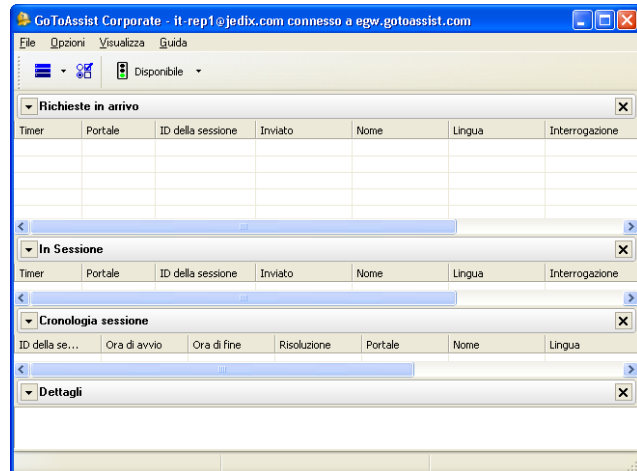 GoToAssist Corporate - it-rep1@jedix.com connesso a egw.gotoassist.com
File Opzioni Visualizza Guida
Disponibile
Richieste in arrivo
Timer Portale ID della sessione Inviato Nome Lingua Interrogazione
In Sessione
Timer Portale ID della sessione Inviato Nome Lingua Interrogazione
Cronologia sessione
ID della se... Ora di avvio Ora di fine Risoluzione Portale Nome Lingua
Dettagli